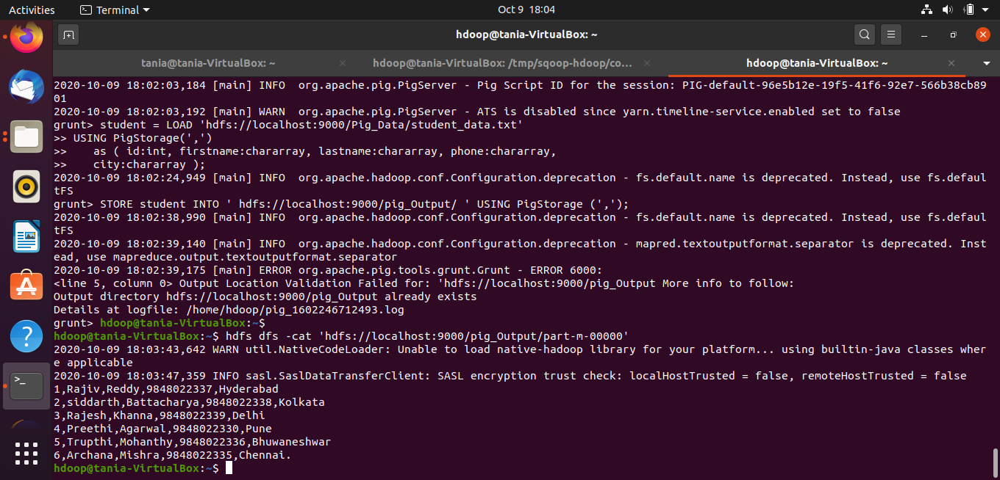 Activities
Terminal
Oct 9 18:04
hdoop@tania-VirtualBox: ~
tania@tania-VirtualBox: ~
hdoop@tania-VirtualBox: /tmp/sqoop-hdoop/co...
hdoop@tania-VirtualBox: ~
2020-10-09 18:02:03,184 [main] INFO  org.apache.pig.PigServer - Pig Script ID for the session: PIG-default-96e5b12e-19f5-41f6-92e7-566b38cb89
01
2020-10-09 18:02:03,192 [main] WARN  org.apache.pig.PigServer - ATS is disabled since yarn.timeline-service.enabled set to false
grunt> student = LOAD 'hdfs://localhost:9000/Pig_Data/student_data.txt'
>> USING PigStorage(',')
>>    as ( id:int, firstname:chararray, lastname:chararray, phone:chararray,
>>    city:chararray );
2020-10-09 18:02:24,949 [main] INFO  org.apache.hadoop.conf.Configuration.deprecation - fs.default.name is deprecated. Instead, use fs.defaul
tFS
grunt> STORE student INTO ' hdfs://localhost:9000/pig_Output/ ' USING PigStorage (',');
2020-10-09 18:02:38,990 [main] INFO  org.apache.hadoop.conf.Configuration.deprecation - fs.default.name is deprecated. Instead, use fs.defaul
tFS
2020-10-09 18:02:39,140 [main] INFO  org.apache.hadoop.conf.Configuration.deprecation - mapred.textoutputformat.separator is deprecated. Inst
ead, use mapreduce.output.textoutputformat.separator
2020-10-09 18:02:39,175 [main] ERROR org.apache.pig.tools.grunt.Grunt - ERROR 6000:
<line 5, column 0> Output Location Validation Failed for: 'hdfs://localhost:9000/pig_Output More info to follow:
Output directory hdfs://localhost:9000/pig_Output already exists
Details at logfile: /home/hdoop/pig_1602246712493.log
grunt> hdoop@tania-VirtualBox:~$
hdoop@tania-VirtualBox:~$ hdfs dfs -cat 'hdfs://localhost:9000/pig_Output/part-m-00000'
2020-10-09 18:03:43,642 WARN util.NativeCodeLoader: Unable to load native-hadoop library for your platform... using builtin-java classes wher
e applicable
2020-10-09 18:03:47,359 INFO sasl.SaslDataTransferClient: SASL encryption trust check: localHostTrusted = false, remoteHostTrusted = false
1,Rajiv,Reddy,9848022337,Hyderabad
2,siddarth,Battacharya,9848022338,Kolkata
3,Rajesh,Khanna,9848022339,Delhi
4,Preethi,Agarwal,9848022330,Pune
5,Trupthi,Mohanthy,9848022336,Bhuwaneshwar
6,Archana,Mishra,9848022335,Chennai.
hdoop@tania-VirtualBox:~$